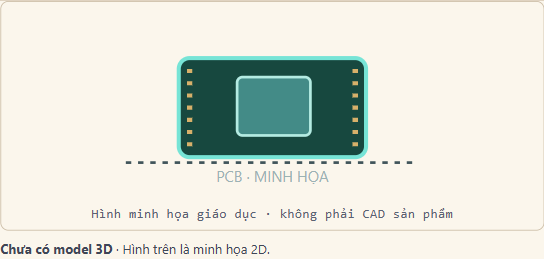 PCB · MINH HỌA
Hình minh họa giáo dục · không phải CAD sản phẩm
Chưa có model 3D · Hình trên là minh họa 2D.